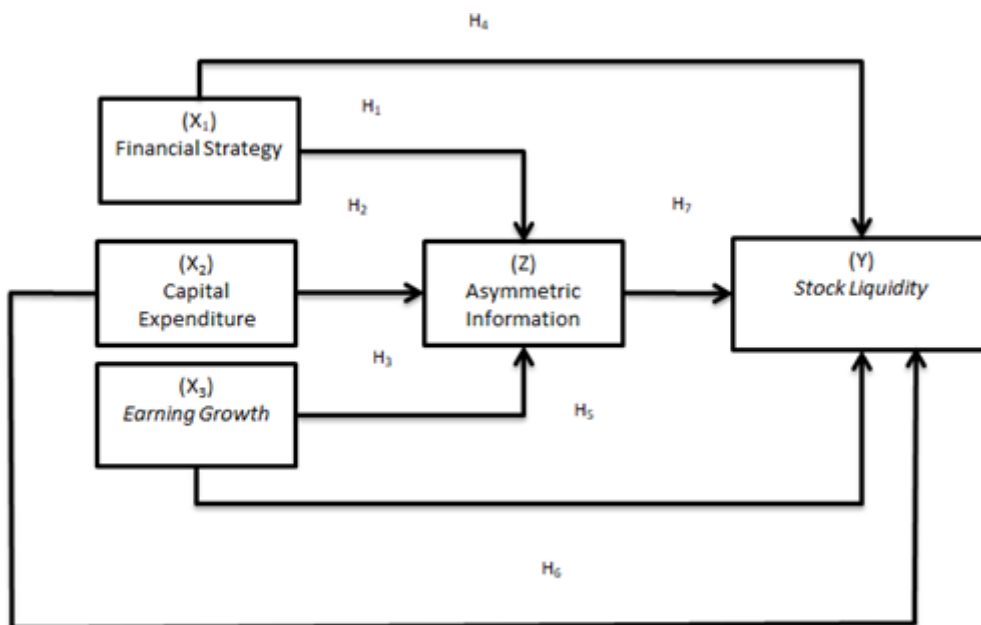 H₄
H₁
(X₁)
Financial Strategy
H₂
H₇
(X₂)
Capital
Expenditure
(Z)
Asymmetric
Information
(Y)
Stock Liquidity
H₃
(X₃)
Earning Growth
H₅
H₆